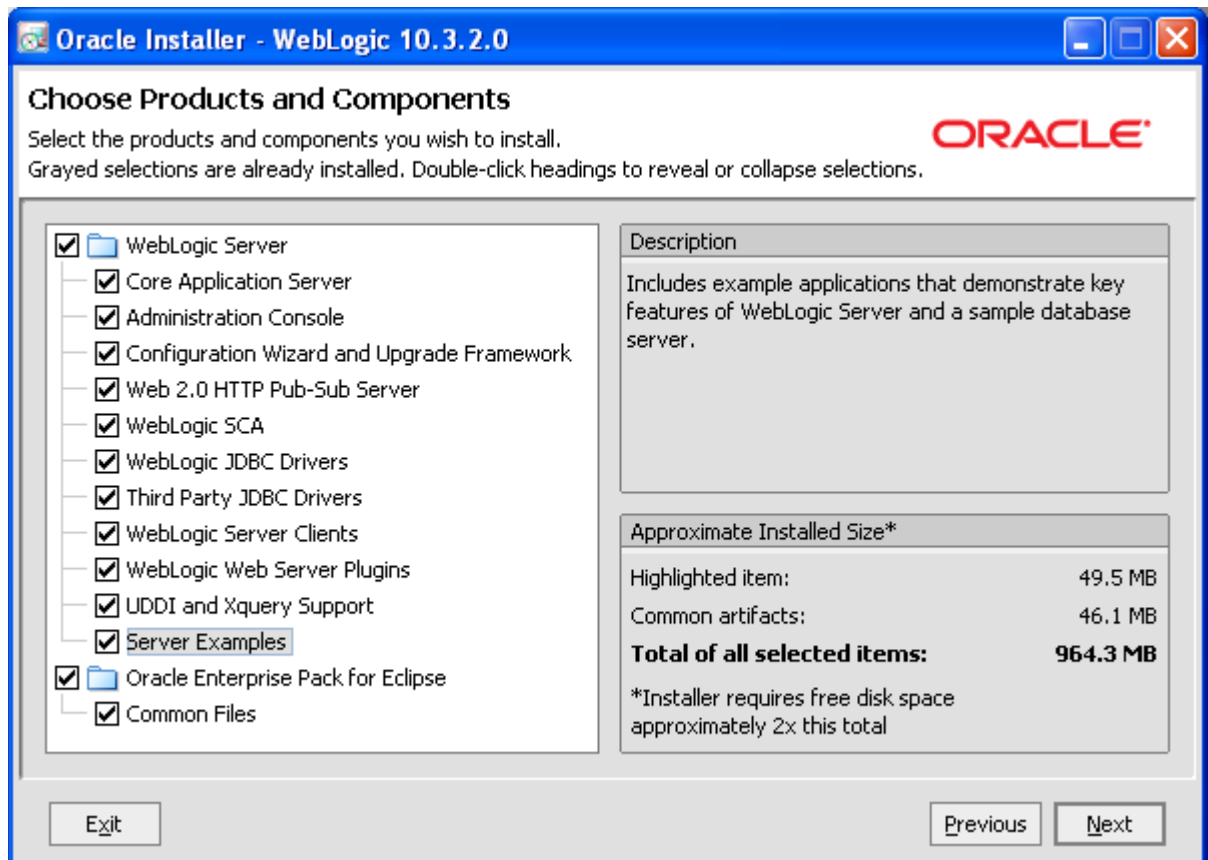 Oracle Installer - WebLogic 10.3.2.0
Choose Products and Components
Select the products and components you wish to install.
Grayed selections are already installed. Double-click headings to reveal or collapse selections.
ORACLE
WebLogic Server
Core Application Server
Administration Console
Configuration Wizard and Upgrade Framework
Web 2.0 HTTP Pub-Sub Server
WebLogic SCA
WebLogic JDBC Drivers
Third Party JDBC Drivers
WebLogic Server Clients
WebLogic Web Server Plugins
UDDI and Xquery Support
Server Examples
Oracle Enterprise Pack for Eclipse
Common Files
Description
Includes example applications that demonstrate key
features of WebLogic Server and a sample database
server.
Approximate Installed Size*
Highlighted item: 49.5 MB
Common artifacts: 46.1 MB
Total of all selected items: 964.3 MB
*Installer requires free disk space
approximately 2x this total
Exit
Previous
Next